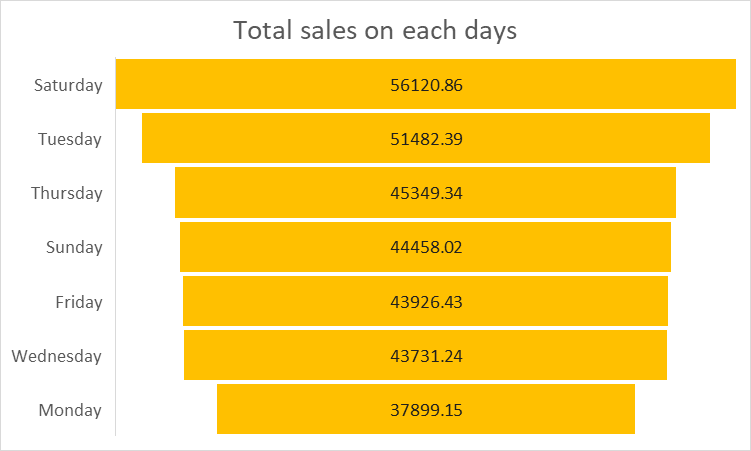 Total sales on each days
Saturday 56120.86
Tuesday 51482.39
Thursday 45349.34
Sunday 44458.02
Friday 43926.43
Wednesday 43731.24
Monday 37899.15